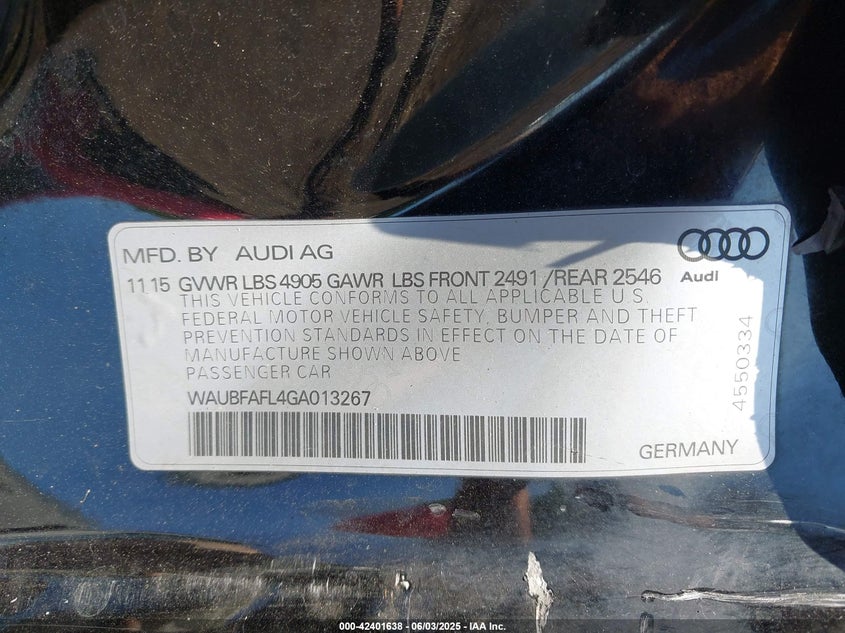 MFD. BY AUDI AG
11 15 GVWR LBS 4905 GAWR LBS FRONT 2491 /REAR 2546
Audi
THIS VEHICLE CONFORMS TO ALL APPLICABLE U.S.
FEDERAL MOTOR VEHICLE SAFETY, BUMPER AND THEFT
PREVENTION STANDARDS IN EFFECT ON THE DATE OF
MANUFACTURE SHOWN ABOVE
PASSENGER CAR
4550334
WAUBFAFL4GA013267
GERMANY
000-42401638 - 06/03/2025 - IAA Inc.